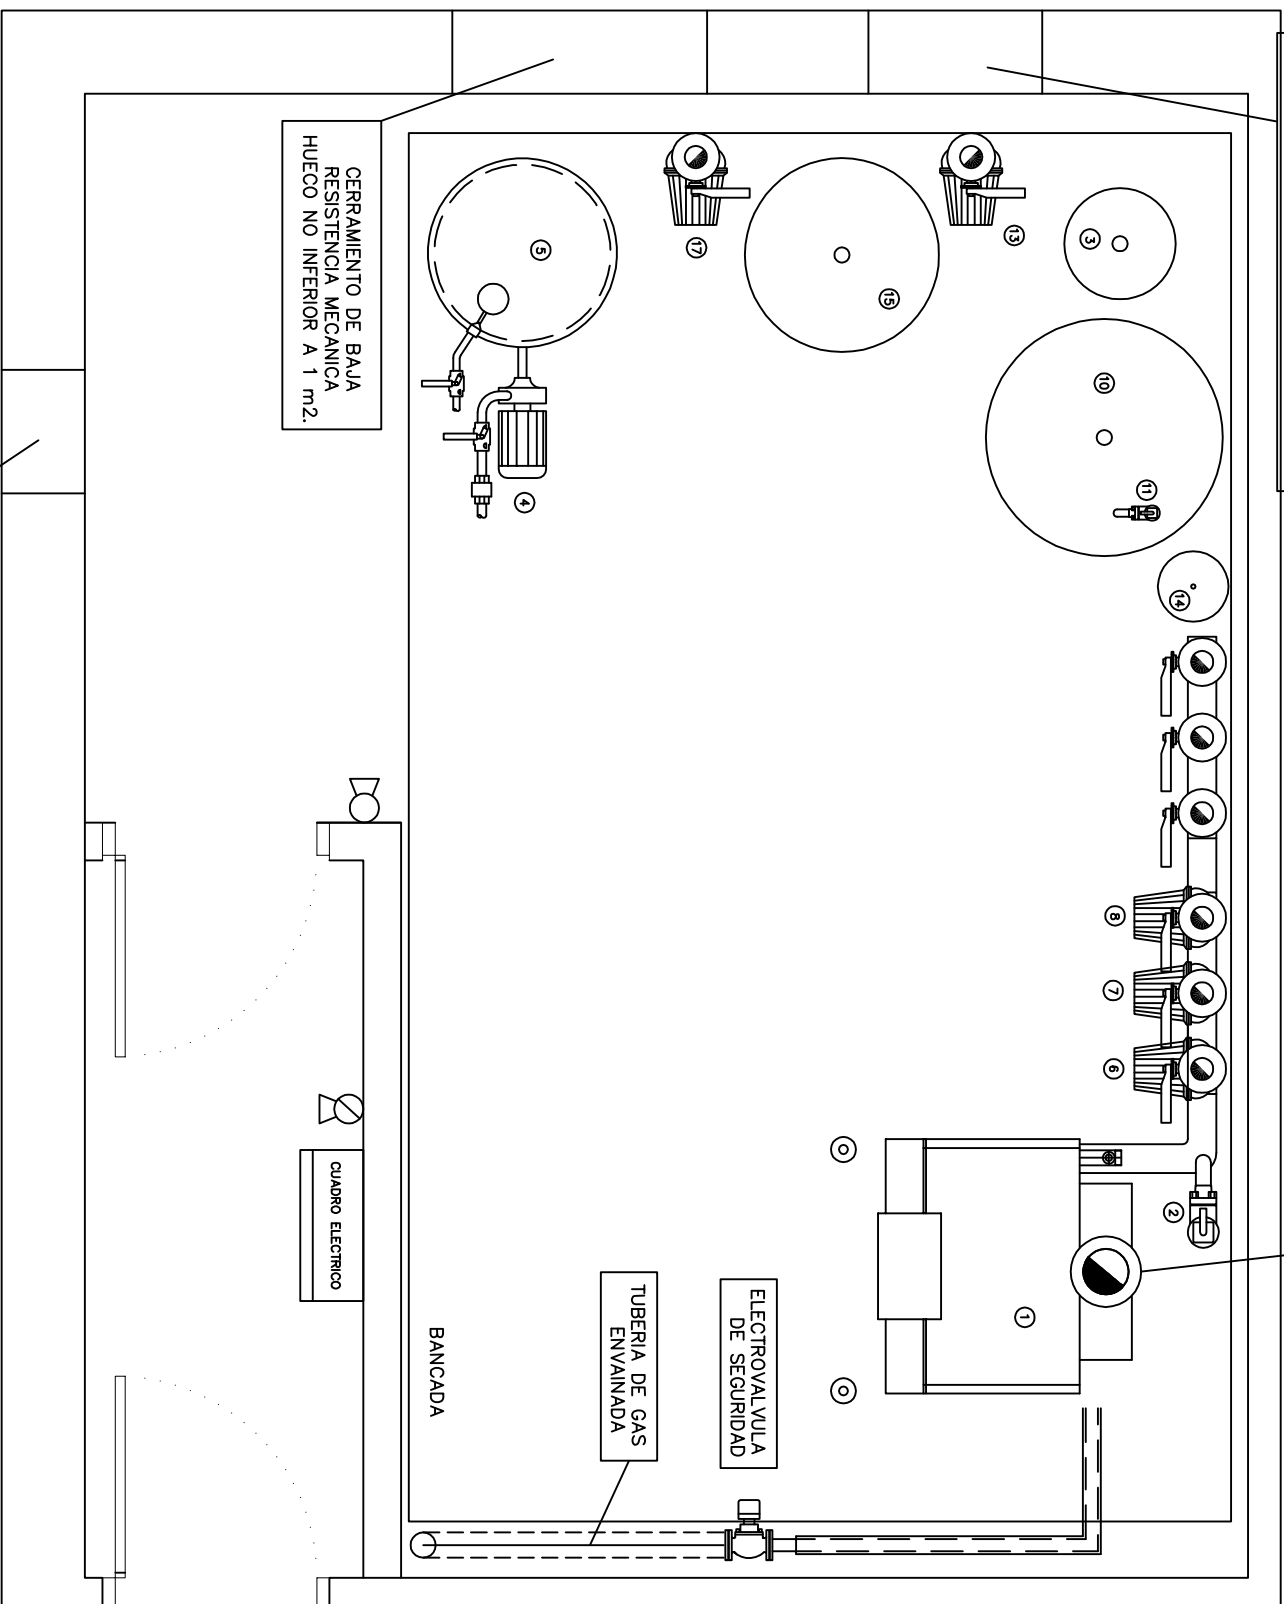 CERRAMIENTO DE BAJA
RESISTENCIA MECANICA
HUECO NO INFERIOR A 1 m2.
5
17
15
13
3
10
11
14
4
8
7
6
2
1
CUADRO ELECTRICO
BANCADA
TUBERIA DE GAS
ENVAINADA
ELECTROVALVULA
DE SEGURIDAD